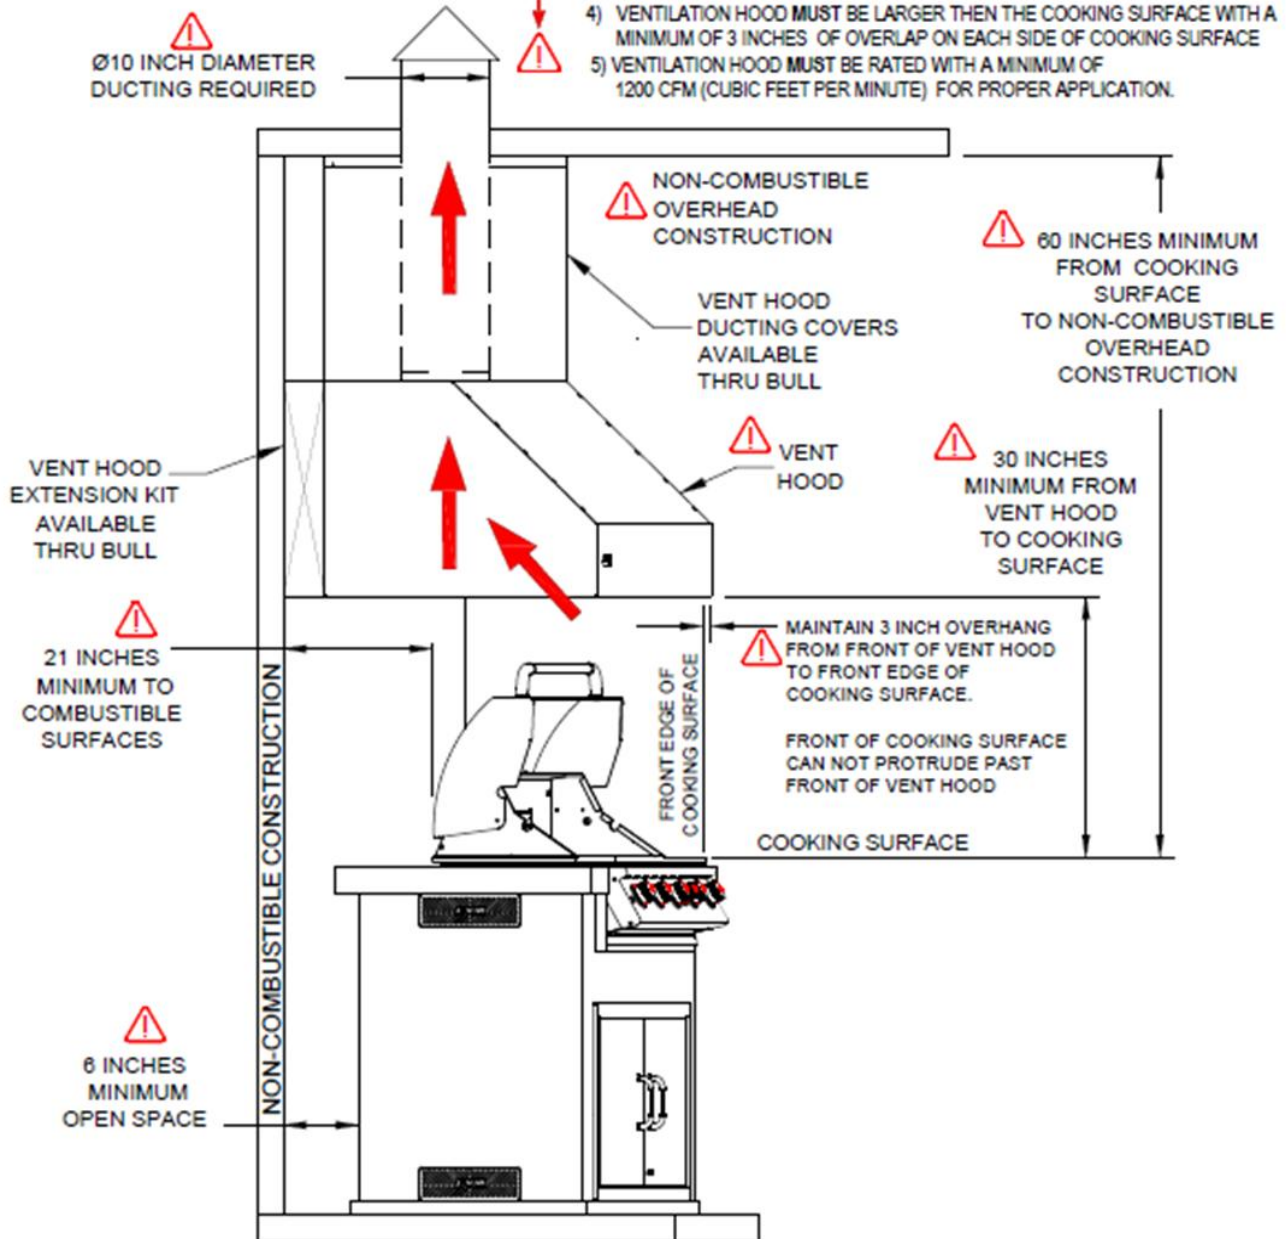 4) VENTILATION HOOD MUST BE LARGER THEN THE COOKING SURFACE WITH A
MINIMUM OF 3 INCHES OF OVERLAP ON EACH SIDE OF COOKING SURFACE
5) VENTILATION HOOD MUST BE RATED WITH A MINIMUM OF
1200 CFM (CUBIC FEET PER MINUTE) FOR PROPER APPLICATION.
Ø10 INCH DIAMETER
DUCTING REQUIRED
NON-COMBUSTIBLE
OVERHEAD
CONSTRUCTION
60 INCHES MINIMUM
FROM COOKING
SURFACE
TO NON-COMBUSTIBLE
OVERHEAD
CONSTRUCTION
VENT HOOD
DUCTING COVERS
AVAILABLE
THRU BULL
VENT
HOOD
30 INCHES
MINIMUM FROM
VENT HOOD
TO COOKING
SURFACE
VENT HOOD
EXTENSION KIT
AVAILABLE
THRU BULL
21 INCHES
MINIMUM TO
COMBUSTIBLE
SURFACES
NON-COMBUSTIBLE CONSTRUCTION
FRONT EDGE OF
COOKING SURFACE
MAINTAIN 3 INCH OVERHANG
FROM FRONT OF VENT HOOD
TO FRONT EDGE OF
COOKING SURFACE.
FRONT OF COOKING SURFACE
CAN NOT PROTRUDE PAST
FRONT OF VENT HOOD
COOKING SURFACE
6 INCHES
MINIMUM
OPEN SPACE